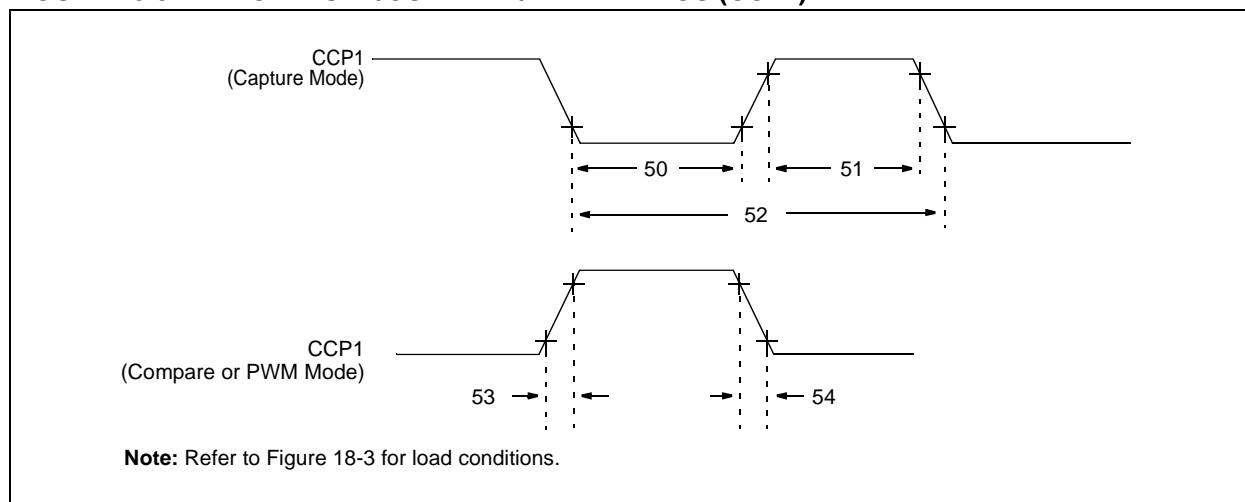 CCP1
(Capture Mode)
50
51
52
CCP1
(Compare or PWM Mode)
53
54
Note: Refer to Figure 18-3 for load conditions.